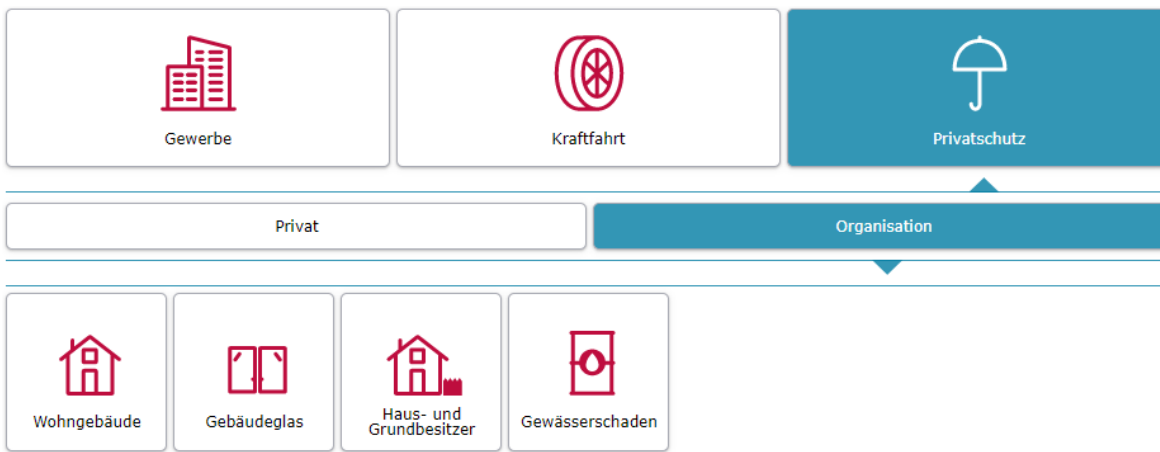 Gewerbe
Kraftfahrt
Privatschutz
Privat
Organisation
Wohngebäude
Gebäudeglas
Haus- und
Grundbesitzer
Gewässerschaden